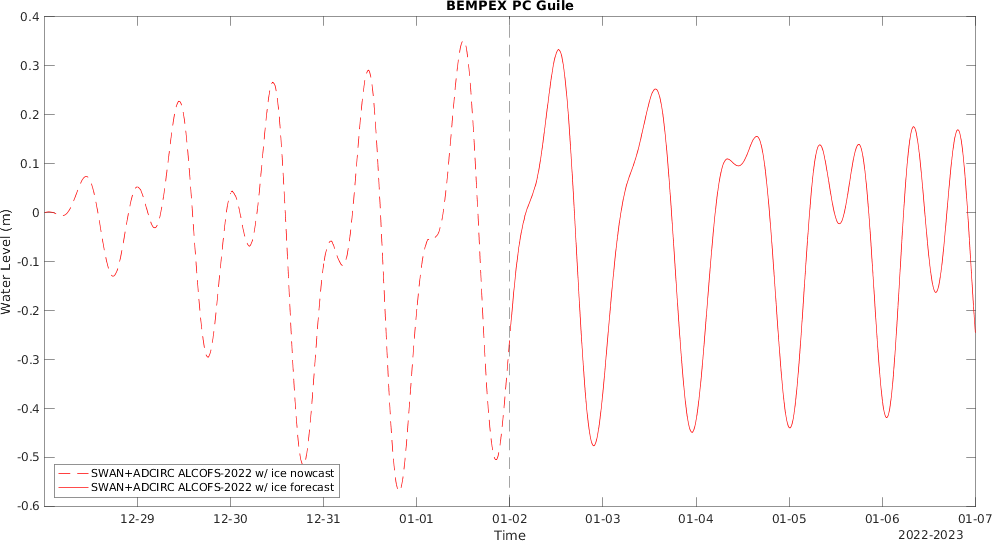 BEMPEX PC Guile
0.4
0.3
0.2
0.1
0
-0.1
-0.2
-0.3
-0.4
-0.5
-0.6
Water Level (m)
SWAN+ADCIRC ALCOFS-2022 w/ ice nowcast
SWAN+ADCIRC ALCOFS-2022 w/ ice forecast
12-29 12-30 12-31 01-01 01-02 01-03 01-04 01-05 01-06 01-07
Time
2022-2023